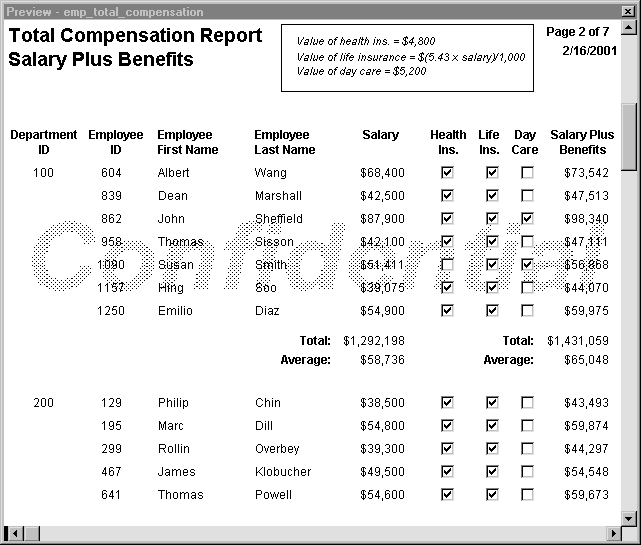 Preview - emp_total_compensation
Total Compensation Report
Salary Plus Benefits
Value of health ins. = $4,800
Value of life insurance = $(5.43 x salary)/1,000
Value of day care = $5,200
Page 2 of 7
2/16/2001
Department ID Employee ID Employee First Name Employee Last Name Salary Health Ins. Life Ins. Day Care Salary Plus Benefits
100 604 Albert Wang $68,400 $73,542
839 Dean Marshall $42,500 $47,513
862 John Sheffield $87,900 $98,340
958 Thomas Sisson $42,100 $47,111
1090 Susan Smith $51,411 $56,868
1157 Hing Soo $39,075 $44,070
1250 Emilio Diaz $54,900 $59,975
Confidential
Total: $1,292,198 Total: $1,431,059
Average: $58,736 Average: $65,048
200 129 Philip Chin $38,500 $43,493
195 Marc Dill $54,800 $59,874
299 Rollin Overbey $39,300 $44,297
467 James Klobucher $49,500 $54,548
641 Thomas Powell $54,600 $59,673